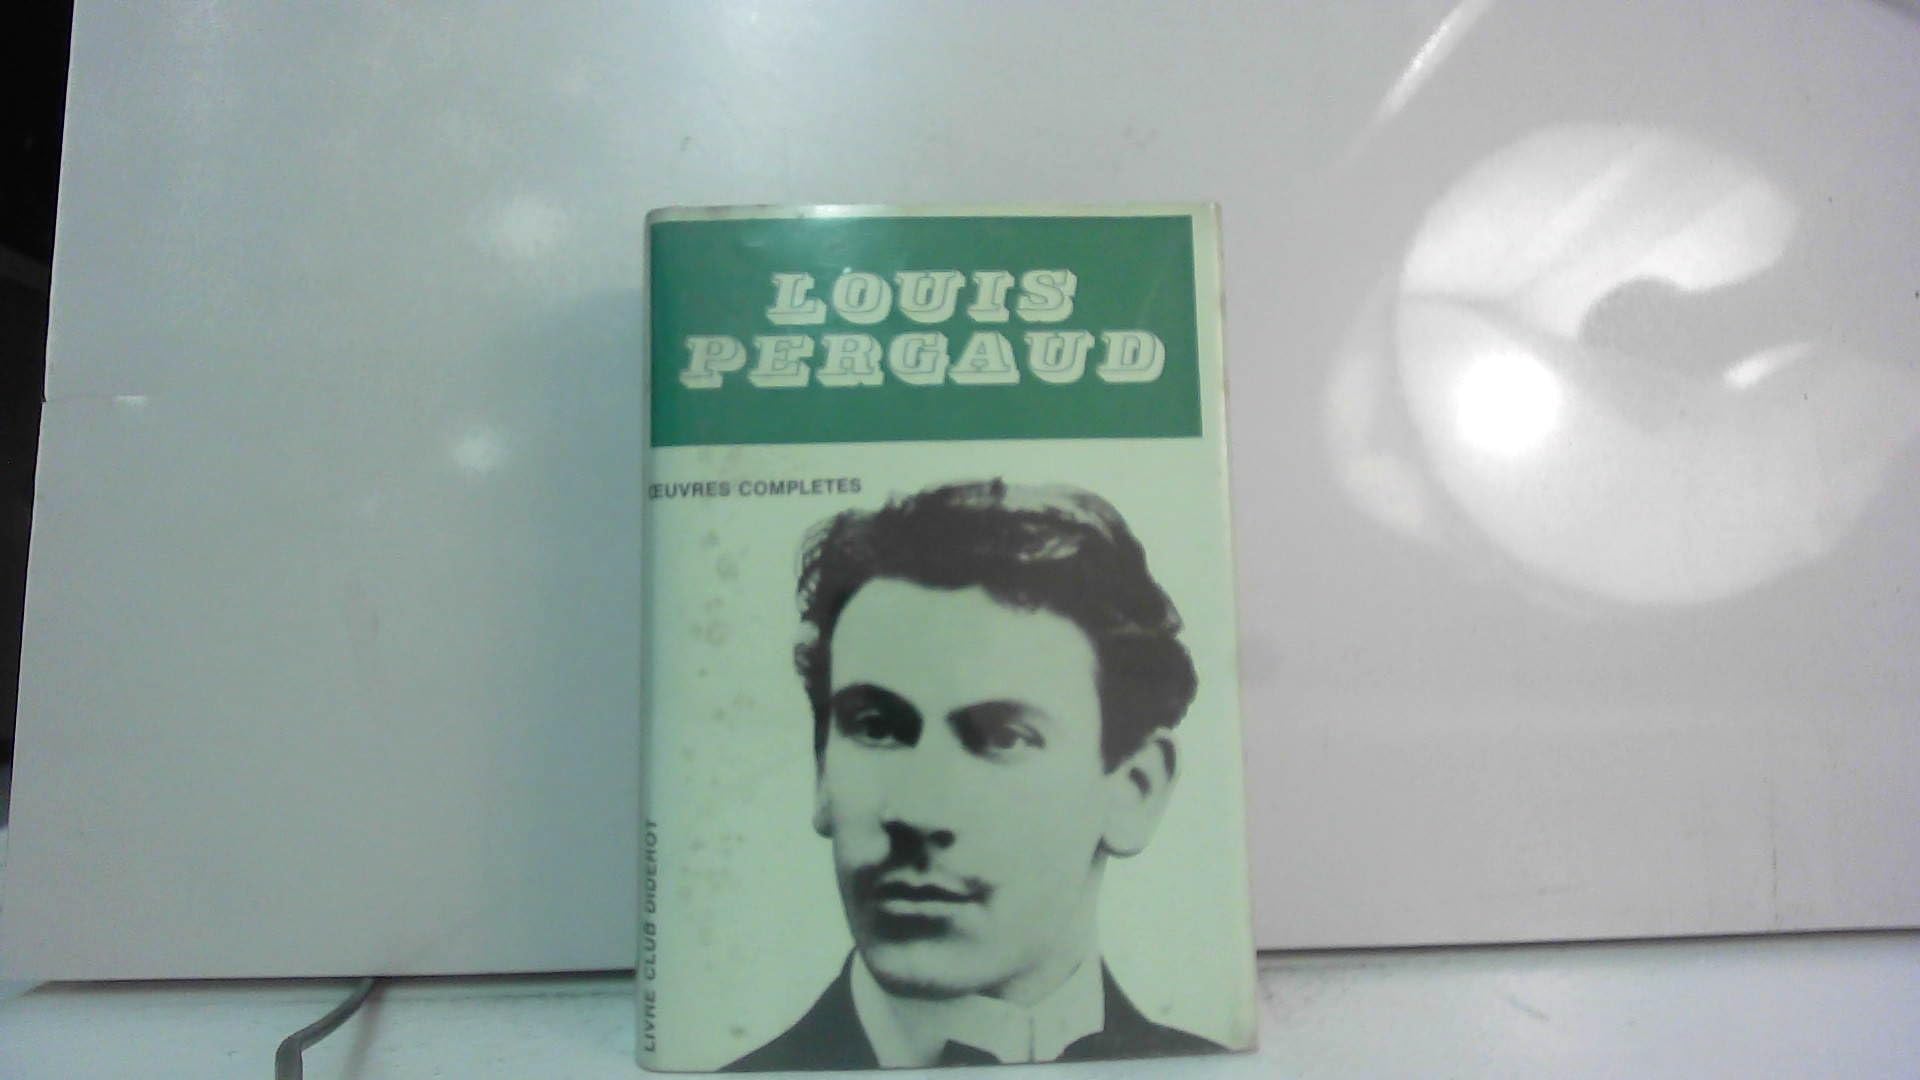 LOUIS
PERGAUD
ŒUVRES COMPLETES
LIVRE CLUB DIDEROT